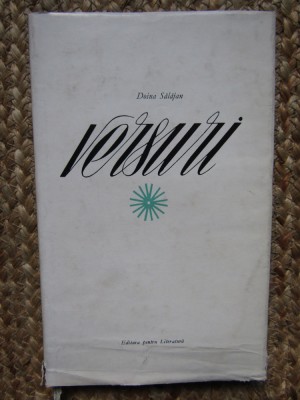 Doina Sălăjan
versuri
Editura pentru Literatură